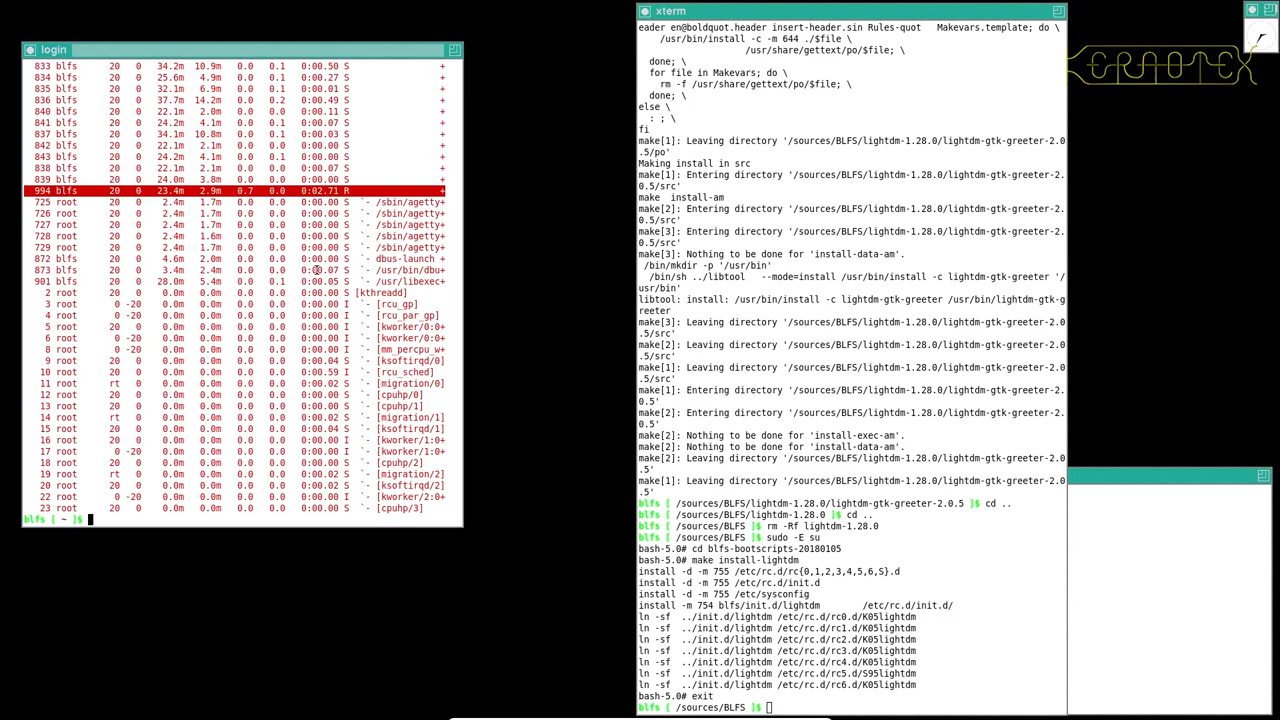 login
833 blfs 20 0 34.2m 10.9m 0.0 0.1 0:00.50 S +
834 blfs 20 0 25.6m 4.9m 0.0 0.1 0:00.27 S +
835 blfs 20 0 32.1m 6.9m 0.0 0.1 0:00.01 S +
836 blfs 20 0 37.7m 14.2m 0.0 0.2 0:00.49 S +
840 blfs 20 0 22.1m 2.0m 0.0 0.0 0:00.11 S +
841 blfs 20 0 24.2m 4.1m 0.0 0.1 0:00.07 S +
837 blfs 20 0 34.1m 10.8m 0.0 0.1 0:00.03 S +
842 blfs 20 0 22.1m 2.1m 0.0 0.0 0:00.00 S +
843 blfs 20 0 24.2m 4.1m 0.0 0.1 0:00.00 S +
838 blfs 20 0 22.1m 2.1m 0.0 0.0 0:00.07 S +
839 blfs 20 0 24.0m 3.8m 0.0 0.0 0:00.00 S +
994 blfs 20 0 23.4m 2.9m 0.7 0.0 0:02.71 R +
725 root 20 0 2.4m 1.7m 0.0 0.0 0:00.00 S `- /sbin/agetty+
726 root 20 0 2.4m 1.7m 0.0 0.0 0:00.00 S `- /sbin/agetty+
727 root 20 0 2.4m 1.7m 0.0 0.0 0:00.00 S `- /sbin/agetty+
728 root 20 0 2.4m 1.6m 0.0 0.0 0:00.00 S `- /sbin/agetty+
729 root 20 0 2.4m 1.7m 0.0 0.0 0:00.00 S `- /sbin/agetty+
872 blfs 20 0 4.6m 2.0m 0.0 0.0 0:00.00 S `- dbus-launch +
873 blfs 20 0 3.4m 2.4m 0.0 0.0 0:00.07 S `- /usr/bin/dbu+
901 blfs 20 0 28.0m 5.4m 0.0 0.1 0:00.05 S `- /usr/libexec+
2 root 20 0 0.0m 0.0m 0.0 0.0 0:00.00 S [kthreadd]
3 root 0 -20 0.0m 0.0m 0.0 0.0 0:00.00 I `- [rcu_gp]
4 root 0 -20 0.0m 0.0m 0.0 0.0 0:00.00 I `- [rcu_par_gp]
5 root 20 0 0.0m 0.0m 0.0 0.0 0:00.00 I `- [kworker/0:0+
6 root 0 -20 0.0m 0.0m 0.0 0.0 0:00.00 I `- [kworker/0:0+
8 root 0 -20 0.0m 0.0m 0.0 0.0 0:00.00 I `- [mm_percpu_w+
9 root 20 0 0.0m 0.0m 0.0 0.0 0:00.04 S `- [ksoftirqd/0]
10 root 20 0 0.0m 0.0m 0.0 0.0 0:00.59 I `- [rcu_sched]
11 root rt 0 0.0m 0.0m 0.0 0.0 0:00.02 S `- [migration/0]
12 root 20 0 0.0m 0.0m 0.0 0.0 0:00.00 S `- [cpuhp/0]
13 root 20 0 0.0m 0.0m 0.0 0.0 0:00.00 S `- [cpuhp/1]
14 root rt 0 0.0m 0.0m 0.0 0.0 0:00.02 S `- [migration/1]
15 root 20 0 0.0m 0.0m 0.0 0.0 0:00.04 S `- [ksoftirqd/1]
16 root 20 0 0.0m 0.0m 0.0 0.0 0:00.00 I `- [kworker/1:0+
17 root 0 -20 0.0m 0.0m 0.0 0.0 0:00.00 I `- [kworker/1:0+
18 root 20 0 0.0m 0.0m 0.0 0.0 0:00.00 S `- [cpuhp/2]
19 root rt 0 0.0m 0.0m 0.0 0.0 0:00.02 S `- [migration/2]
20 root 20 0 0.0m 0.0m 0.0 0.0 0:00.02 S `- [ksoftirqd/2]
22 root 0 -20 0.0m 0.0m 0.0 0.0 0:00.00 I `- [kworker/2:0+
23 root 20 0 0.0m 0.0m 0.0 0.0 0:00.00 S `- [cpuhp/3]
blfs [ ~ ]$
xterm
eader en@boldquot.header insert-header.sin Rules-quot Makevars.template; do \
/usr/bin/install -c -m 644 ./$file \
/usr/share/gettext/po/$file; \
done; \
for file in Makevars; do \
rm -f /usr/share/gettext/po/$file; \
done; \
else \
: ; \
fi
make[1]: Leaving directory '/sources/BLFS/lightdm-1.28.0/lightdm-gtk-greeter-2.0
.5/po'
Making install in src
make[1]: Entering directory '/sources/BLFS/lightdm-1.28.0/lightdm-gtk-greeter-2.
0.5/src'
make install-am
make[2]: Entering directory '/sources/BLFS/lightdm-1.28.0/lightdm-gtk-greeter-2.
0.5/src'
make[3]: Entering directory '/sources/BLFS/lightdm-1.28.0/lightdm-gtk-greeter-2.
0.5/src'
make[3]: Nothing to be done for 'install-data-am'.
/bin/mkdir -p '/usr/bin'
/bin/sh ../libtool --mode=install /usr/bin/install -c lightdm-gtk-greeter '/
usr/bin'
libtool: install: /usr/bin/install -c lightdm-gtk-greeter /usr/bin/lightdm-gtk-g
reeter
make[3]: Leaving directory '/sources/BLFS/lightdm-1.28.0/lightdm-gtk-greeter-2.0
.5/src'
make[2]: Leaving directory '/sources/BLFS/lightdm-1.28.0/lightdm-gtk-greeter-2.0
.5/src'
make[1]: Leaving directory '/sources/BLFS/lightdm-1.28.0/lightdm-gtk-greeter-2.0
.5/src'
make[1]: Entering directory '/sources/BLFS/lightdm-1.28.0/lightdm-gtk-greeter-2.
0.5'
make[2]: Entering directory '/sources/BLFS/lightdm-1.28.0/lightdm-gtk-greeter-2.
0.5'
make[2]: Nothing to be done for 'install-exec-am'.
make[2]: Nothing to be done for 'install-data-am'.
make[2]: Leaving directory '/sources/BLFS/lightdm-1.28.0/lightdm-gtk-greeter-2.0
.5'
make[1]: Leaving directory '/sources/BLFS/lightdm-1.28.0/lightdm-gtk-greeter-2.0
.5'
blfs [ /sources/BLFS/lightdm-1.28.0/lightdm-gtk-greeter-2.0.5 ]$ cd ..
blfs [ /sources/BLFS/lightdm-1.28.0 ]$ cd ..
blfs [ /sources/BLFS ]$ rm -Rf lightdm-1.28.0
blfs [ /sources/BLFS ]$ sudo -E su
bash-5.0# cd blfs-bootscripts-20180105
bash-5.0# make install-lightdm
install -d -m 755 /etc/rc.d/rc{0,1,2,3,4,5,6,S}.d
install -d -m 755 /etc/rc.d/init.d
install -d -m 755 /etc/sysconfig
install -m 754 blfs/init.d/lightdm /etc/rc.d/init.d/
ln -sf ../init.d/lightdm /etc/rc.d/rc0.d/K05lightdm
ln -sf ../init.d/lightdm /etc/rc.d/rc1.d/K05lightdm
ln -sf ../init.d/lightdm /etc/rc.d/rc2.d/K05lightdm
ln -sf ../init.d/lightdm /etc/rc.d/rc3.d/K05lightdm
ln -sf ../init.d/lightdm /etc/rc.d/rc4.d/K05lightdm
ln -sf ../init.d/lightdm /etc/rc.d/rc5.d/S95lightdm
ln -sf ../init.d/lightdm /etc/rc.d/rc6.d/K05lightdm
bash-5.0# exit
blfs [ /sources/BLFS ]$